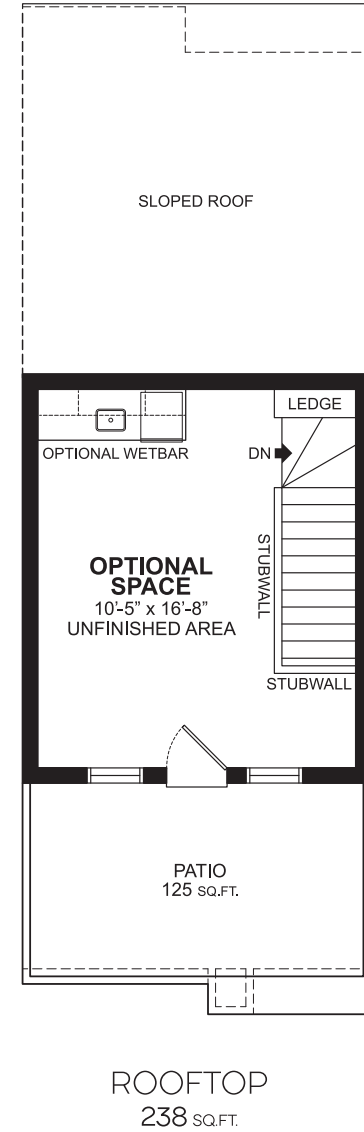 SLOPED ROOF
LEDGE
OPTIONAL WETBAR
DN
OPTIONAL
SPACE
10'-5" x 16'-8"
UNFINISHED AREA
STUBWALL
STUBWALL
PATIO
125 SQ.FT.
ROOFTOP
238 SQ.FT.